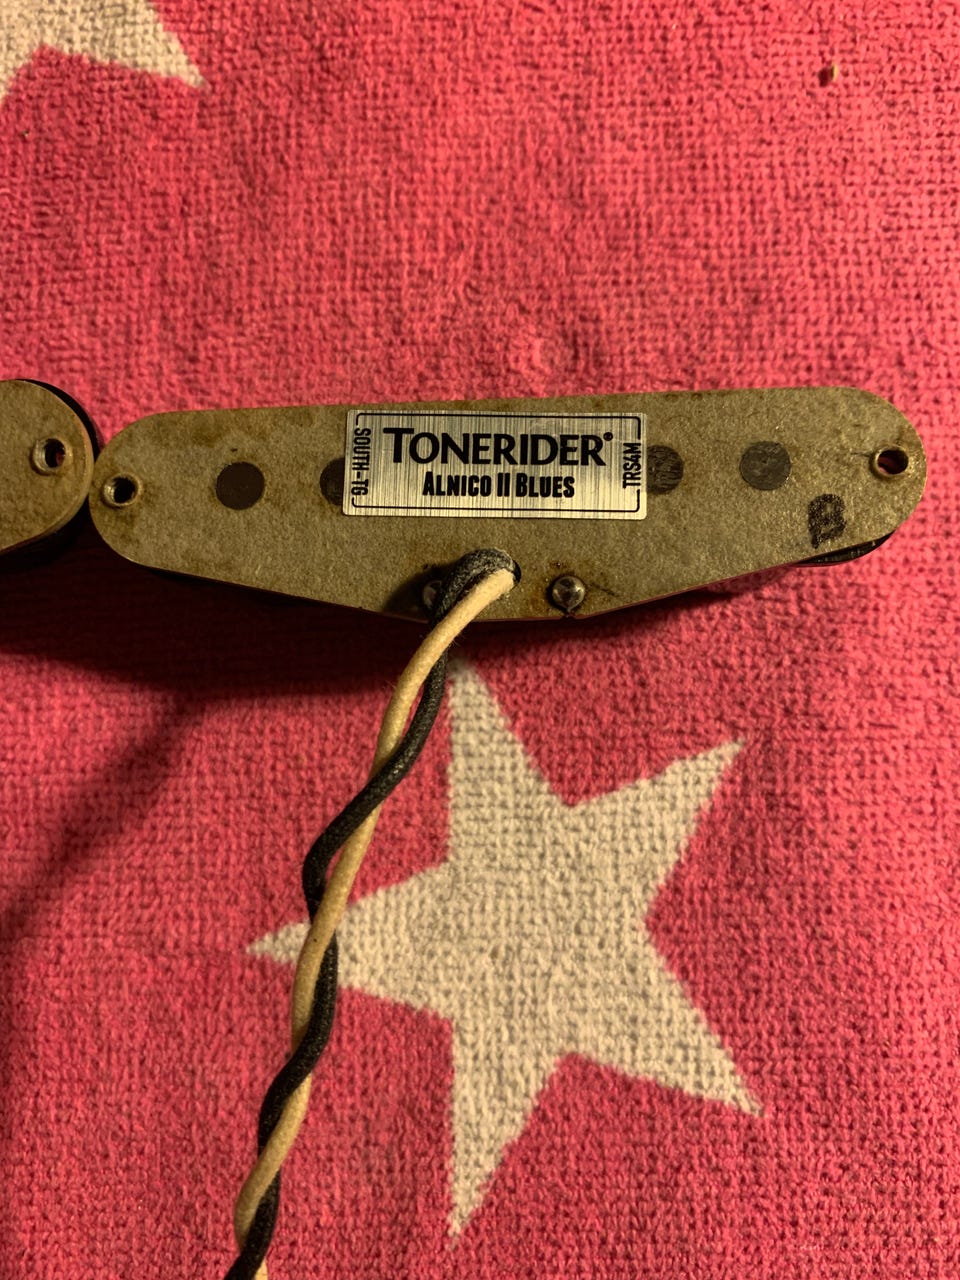 SOUTH-TG
TONERIDER®
ALNICO II BLUES
TRS4M